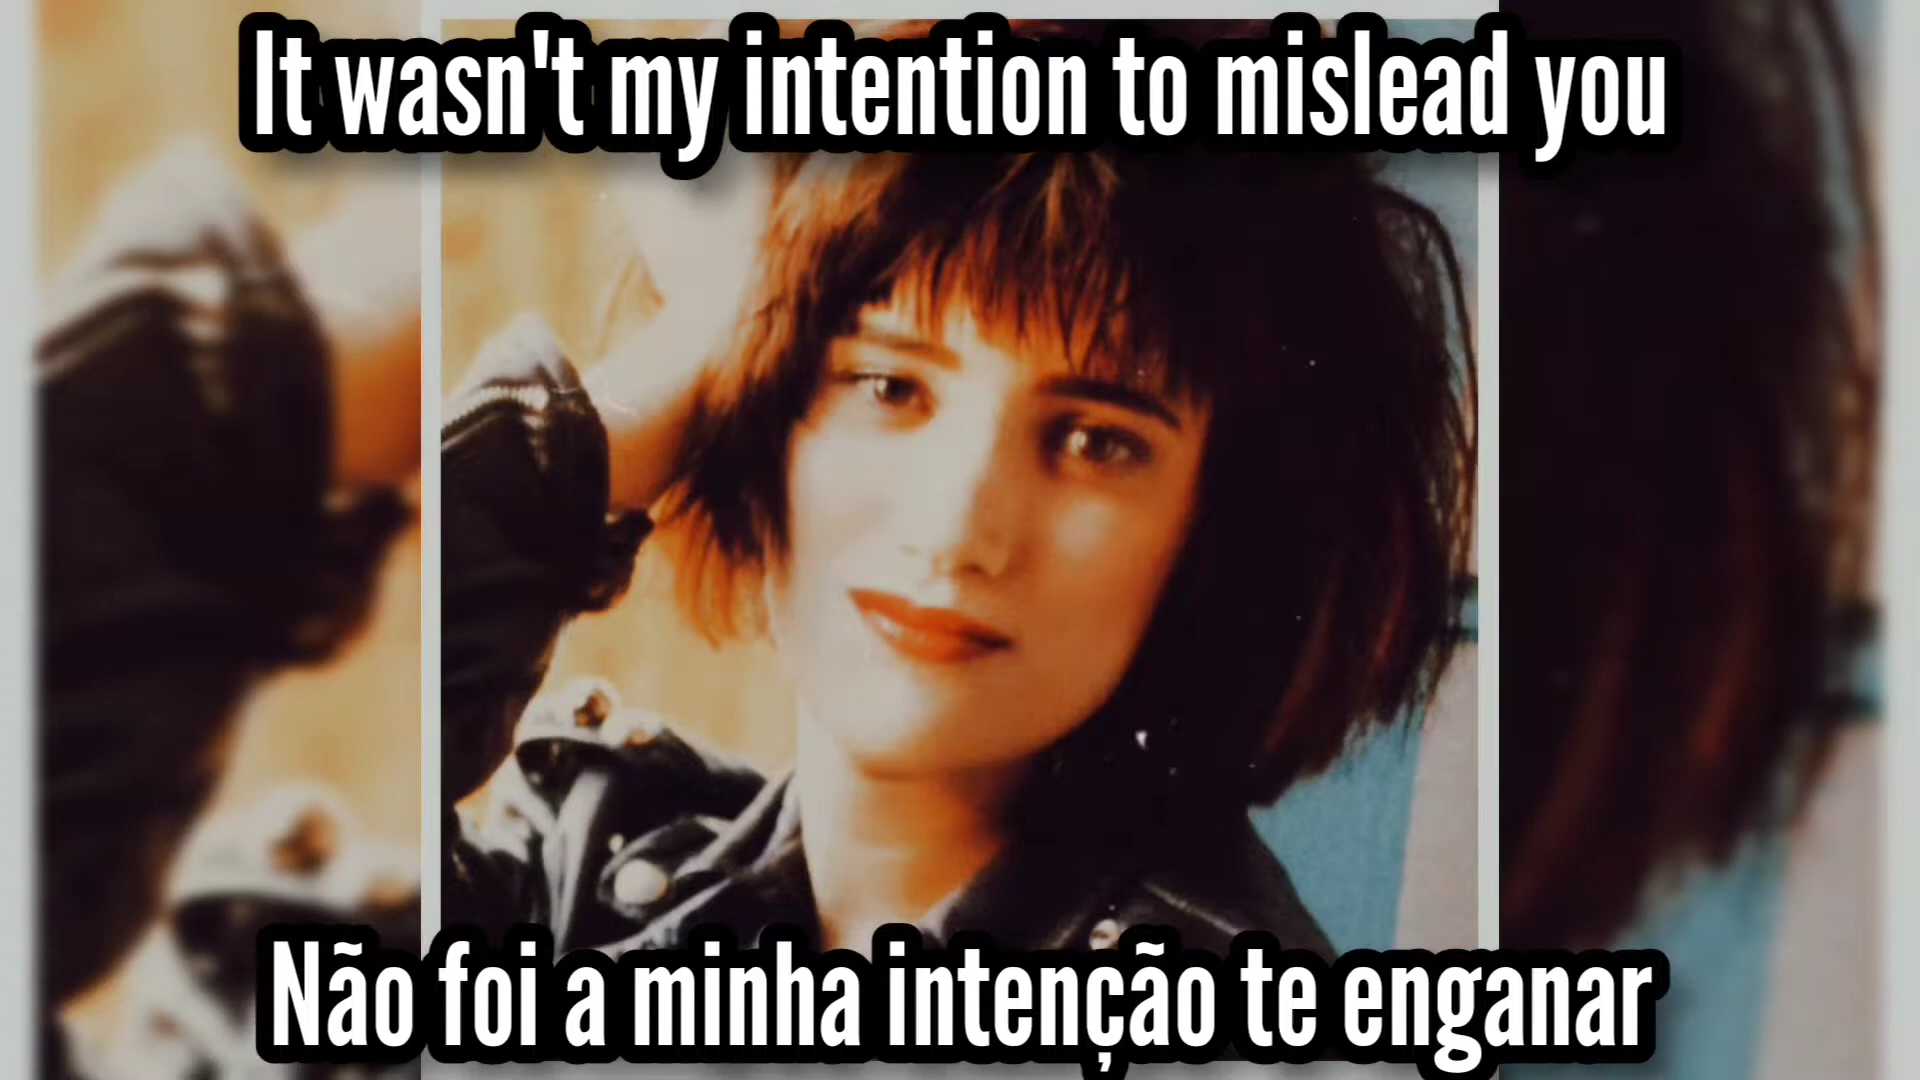 It wasn't my intention to mislead you
Não foi a minha intenção te enganar